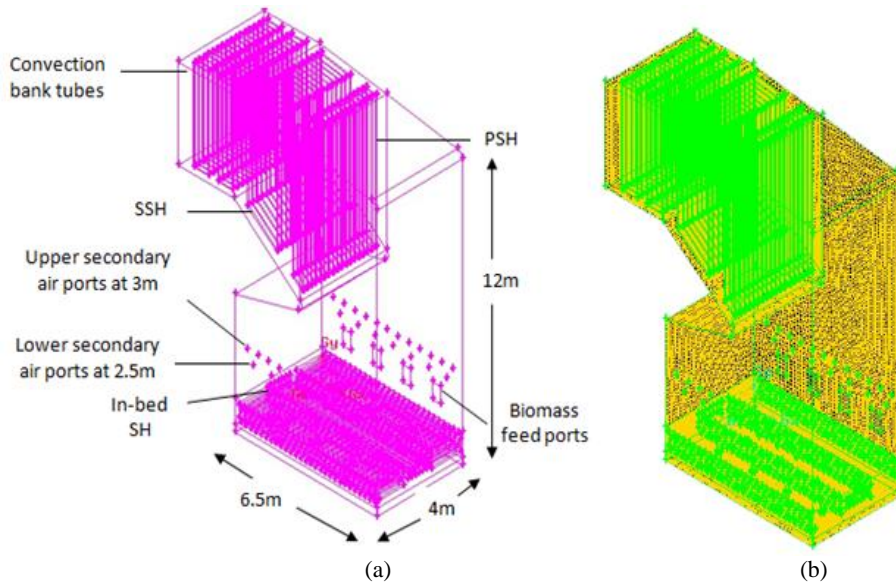 Convection
bank tubes
PSH
SSH
Upper secondary
air ports at 3m
12m
Lower secondary
air ports at 2.5m
In-bed
SH
Biomass
feed ports
6.5m
4m
(a)
(b)